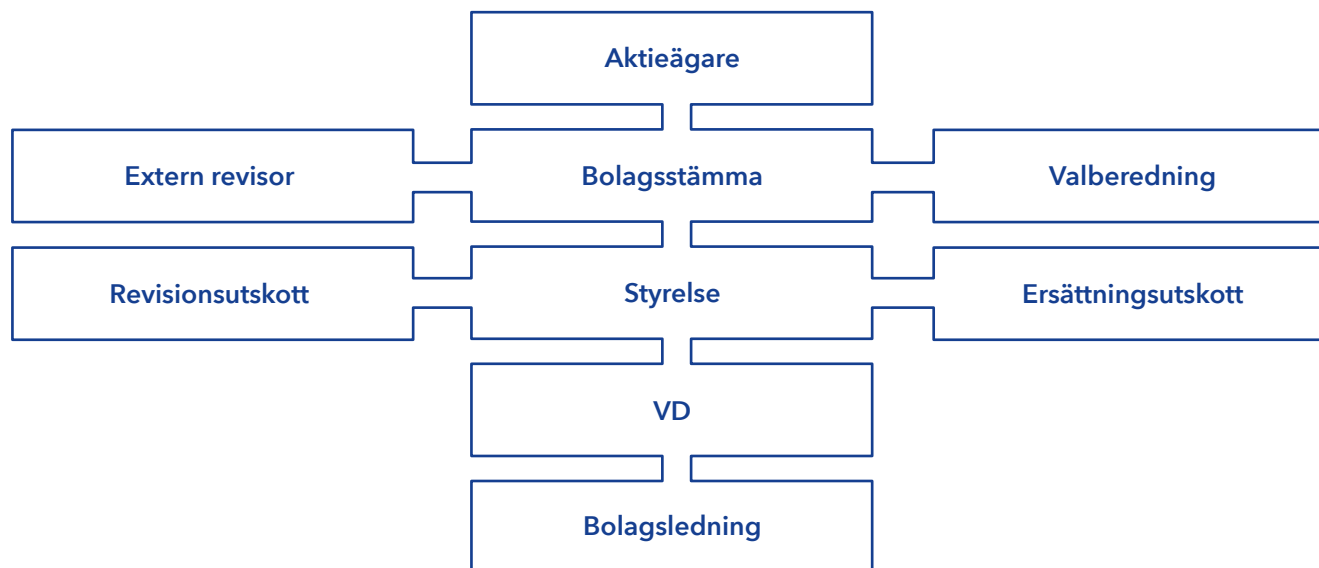 Aktieägare
Extern revisor
Bolagsstämma
Valberedning
Revisionsutskott
Styrelse
Ersättningsutskott
VD
Bolagsledning